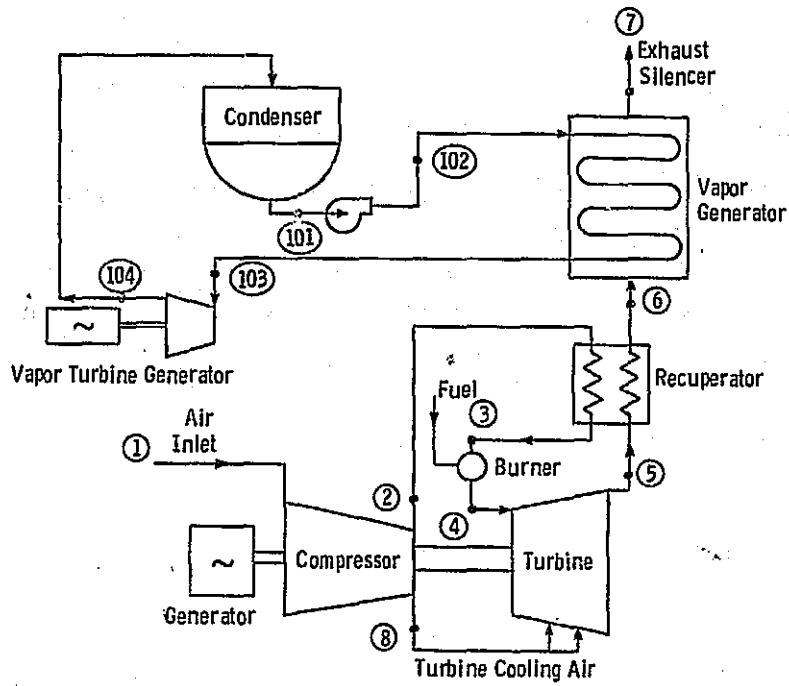 7
Exhaust
Silencer
Condenser
102
Vapor
Generator
101
104
103
~
6
Vapor Turbine Generator
Recuperator
Fuel
3
Air
Inlet
1
Burner
5
2
4
~
Compressor
Turbine
Generator
8
Turbine Cooling Air